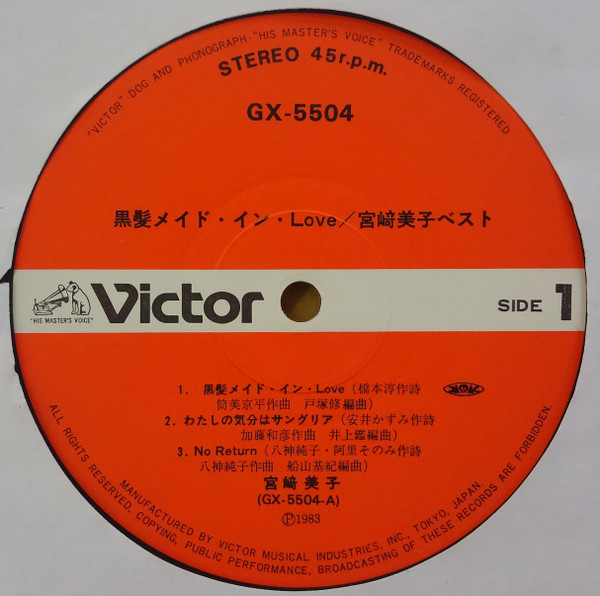 "VICTOR" DOG AND PHONOGRAPH·"HIS MASTER'S VOICE" TRADEMARKS REGISTERED
STEREO 45r.p.m.
GX-5504
黒髪メイド・イン・Love／宮﨑美子ベスト
"HIS MASTER'S VOICE"
Victor
SIDE 1
1. 黒髪メイド・イン・Love（橋本淳作詩
筒美京平作曲 戸塚修編曲）
2. わたしの気分はサングリア（安井かずみ作詩
加藤和彦作曲 井上鑑編曲）
3. No Return（八神純子・阿里そのみ作詩
八神純子作曲 船山基紀編曲）
宮﨑美子
(GX-5504-A)
Ⓟ1983
ALL RIGHTS RESERVED. COPYING, PUBLIC PERFORMANCE, BROADCASTING OF THESE RECORDS ARE FORBIDDEN.
MANUFACTURED BY VICTOR MUSICAL INDUSTRIES, INC., TOKYO, JAPAN.